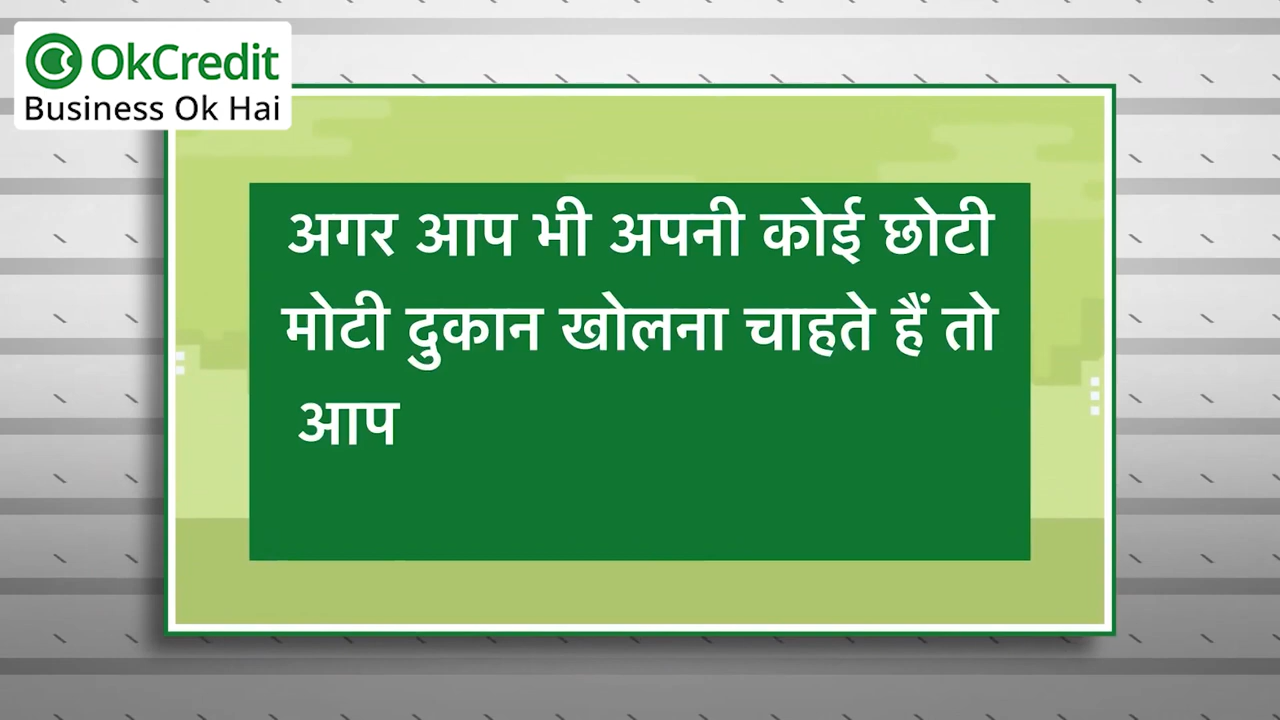 OkCredit
Business Ok Hai
अगर आप भी अपनी कोई छोटी
मोटी दुकान खोलना चाहते हैं तो
आप